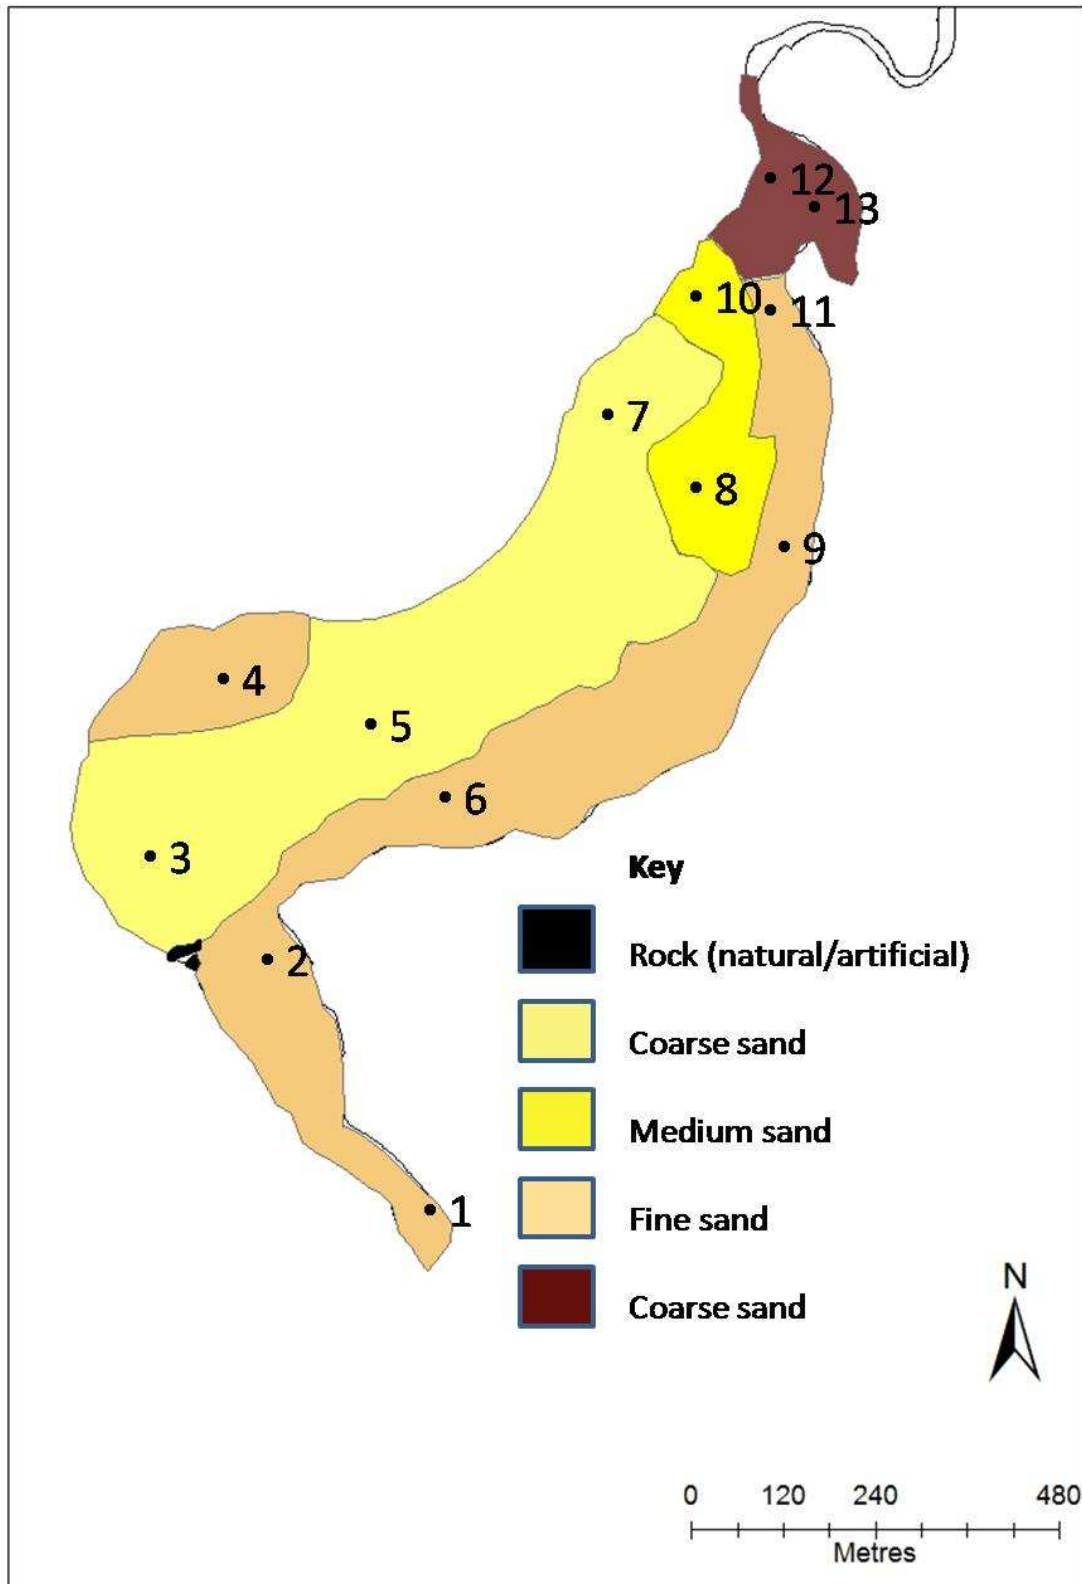 12
13
10
11
7
8
9
4
5
6
3
2
1
Key
Rock (natural/artificial)
Coarse sand
Medium sand
Fine sand
Coarse sand
N
0 120 240 480
Metres